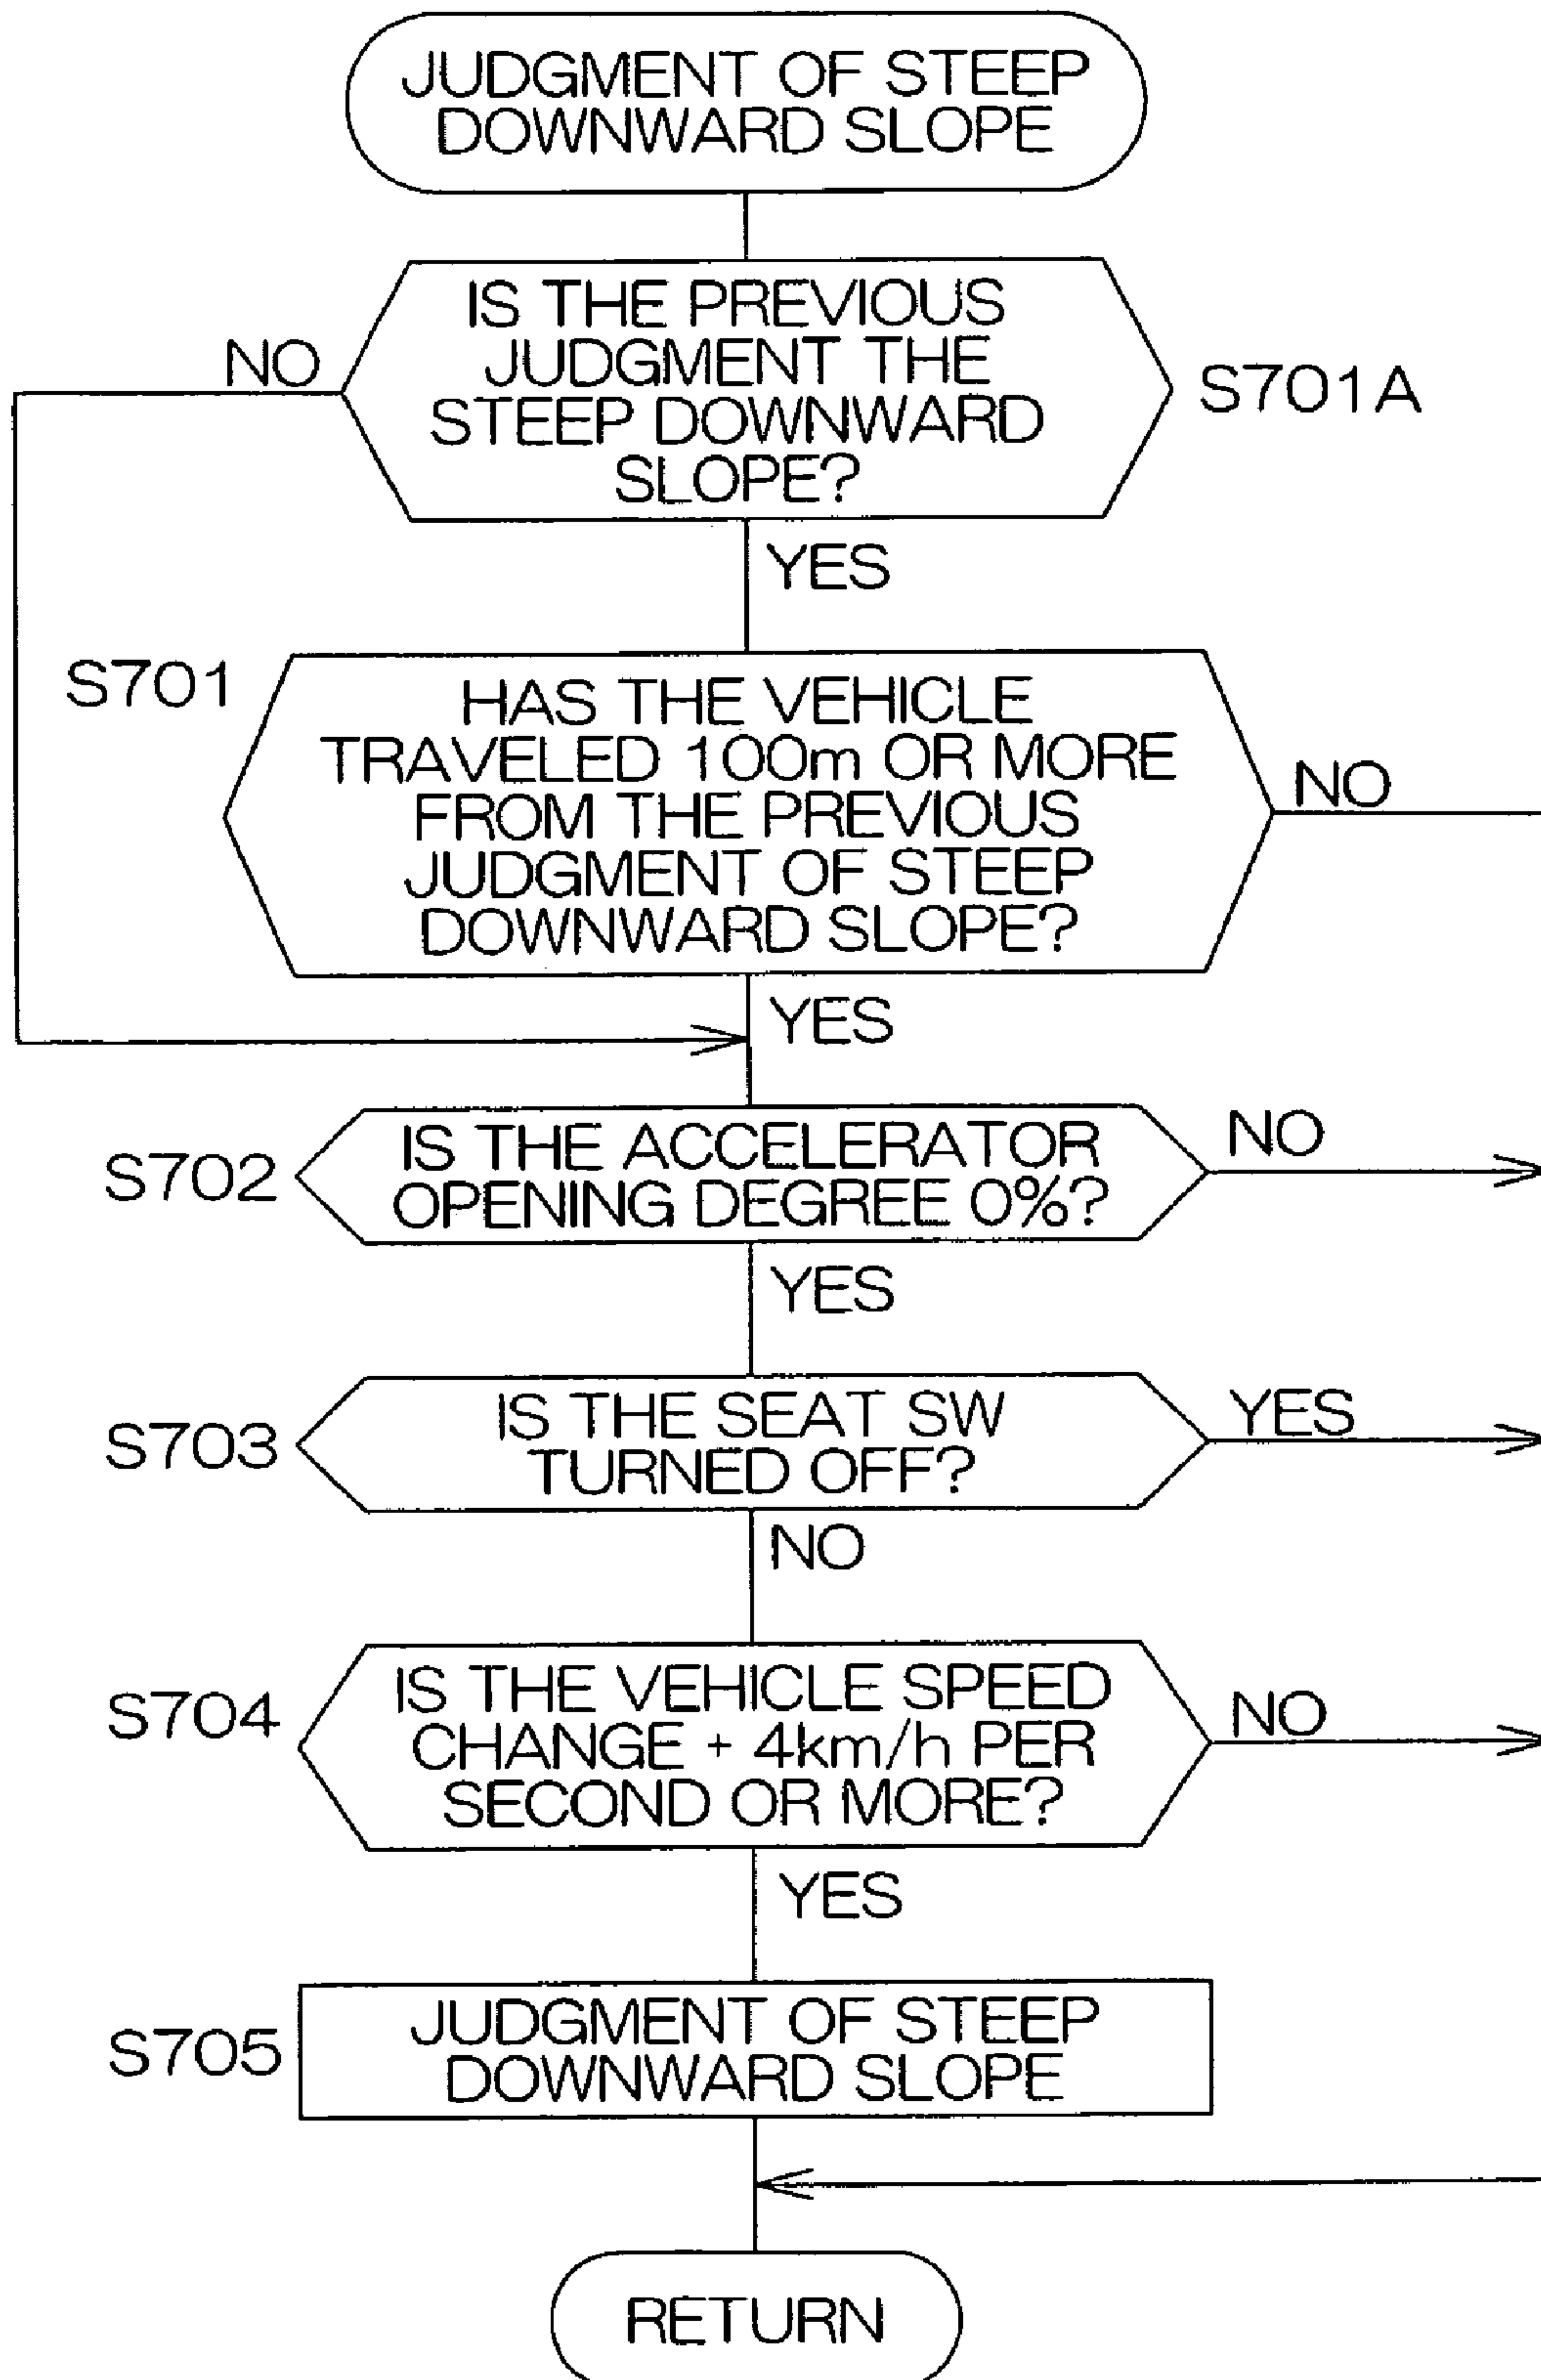 JUDGMENT OF STEEP
DOWNWARD SLOPE
IS THE PREVIOUS
JUDGMENT THE
STEEP DOWNWARD
SLOPE?
NO
S701A
YES
S701
HAS THE VEHICLE
TRAVELED 100m OR MORE
FROM THE PREVIOUS
JUDGMENT OF STEEP
DOWNWARD SLOPE?
NO
YES
S702
IS THE ACCELERATOR
OPENING DEGREE 0%?
NO
YES
S703
IS THE SEAT SW
TURNED OFF?
YES
NO
S704
IS THE VEHICLE SPEED
CHANGE + 4km/h PER
SECOND OR MORE?
NO
YES
S705
JUDGMENT OF STEEP
DOWNWARD SLOPE
RETURN